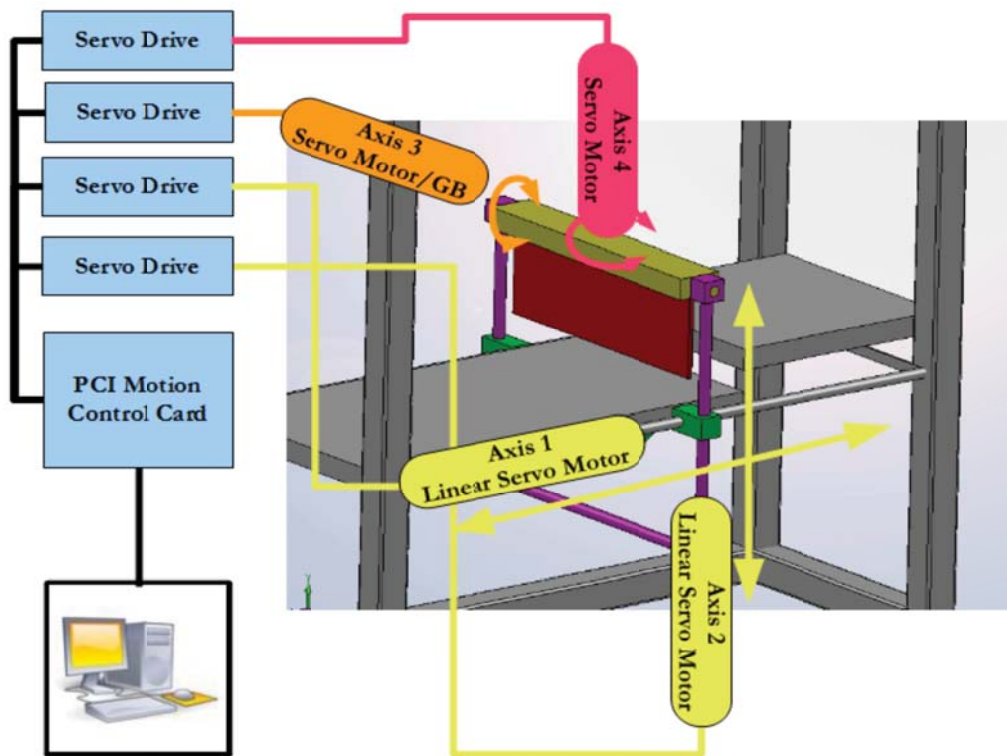 Servo Drive
Servo Drive
Servo Drive
Servo Drive
PCI Motion
Control Card
Axis 3
Servo Motor/GB
Axis 4
Servo Motor
Axis 1
Linear Servo Motor
Axis 2
Linear Servo Motor